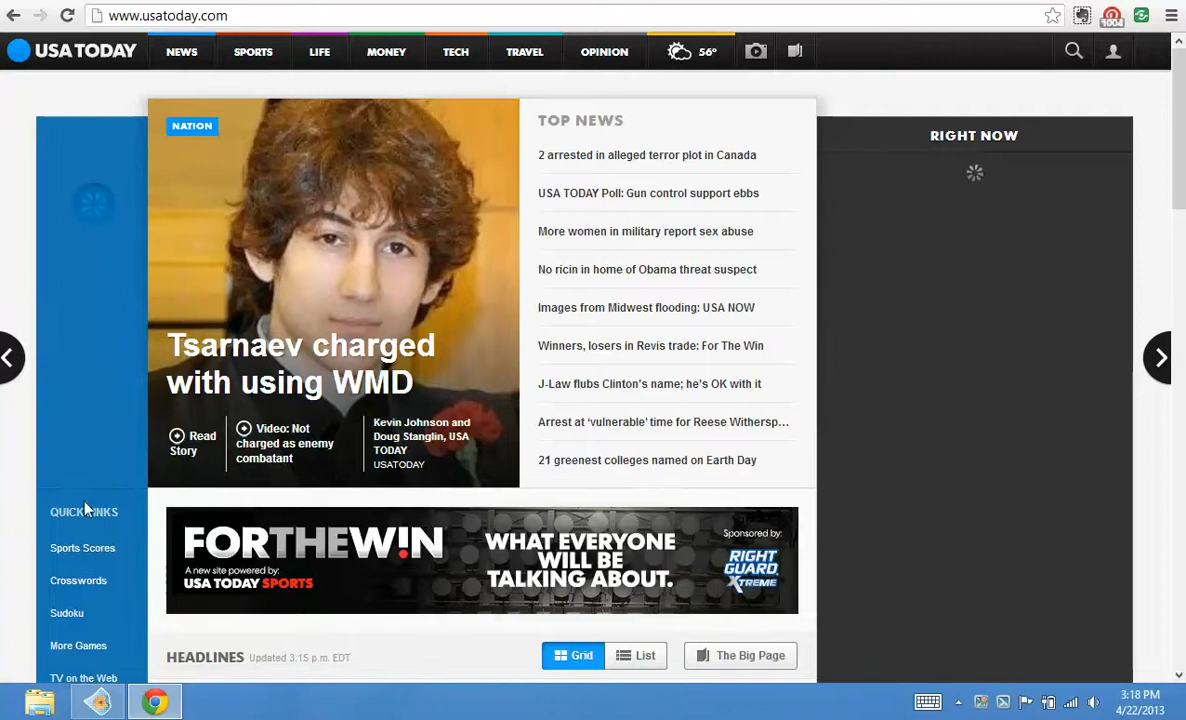 www.usatoday.com
1004
USA TODAY
NEWS
SPORTS
LIFE
MONEY
TECH
TRAVEL
OPINION
56°
NATION
Tsarnaev charged
with using WMD
Read
Story
Video: Not
charged as enemy
combatant
Kevin Johnson and
Doug Stanglin, USA
TODAY
USATODAY
TOP NEWS
2 arrested in alleged terror plot in Canada
USA TODAY Poll: Gun control support ebbs
More women in military report sex abuse
No ricin in home of Obama threat suspect
Images from Midwest flooding: USA NOW
Winners, losers in Revis trade: For The Win
J-Law flubs Clinton's name; he's OK with it
Arrest at 'vulnerable' time for Reese Withersp...
21 greenest colleges named on Earth Day
RIGHT NOW
QUICK LINKS
Sports Scores
Crosswords
Sudoku
More Games
TV on the Web
FORTHEW!N
A new site powered by:
USA TODAY SPORTS
WHAT EVERYONE
WILL BE
TALKING ABOUT.
Sponsored by:
RIGHT
GUARD
XTREME
HEADLINES Updated 3.15 p.m. EDT
Grid
List
The Big Page
3:18 PM
4/22/2013